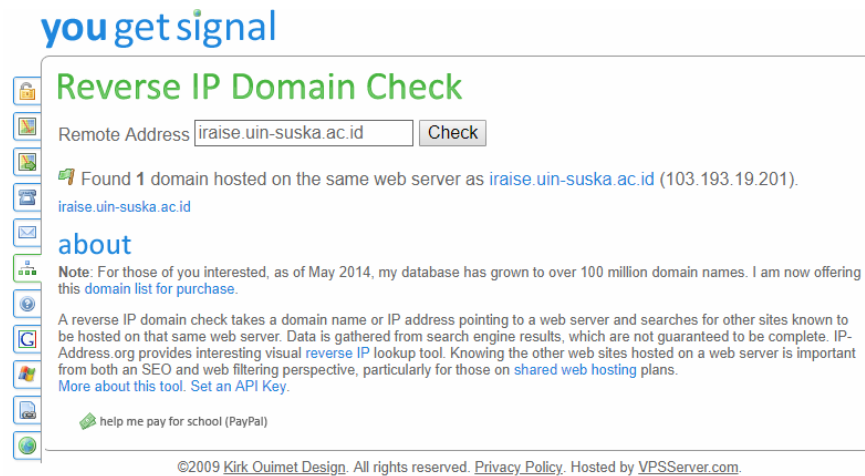 you get signal
Reverse IP Domain Check
Remote Address iraise.uin-suska.ac.id Check
Found 1 domain hosted on the same web server as iraise.uin-suska.ac.id (103.193.19.201).
iraise.uin-suska.ac.id
about
Note: For those of you interested, as of May 2014, my database has grown to over 100 million domain names. I am now offering
this domain list for purchase.
A reverse IP domain check takes a domain name or IP address pointing to a web server and searches for other sites known to
be hosted on that same web server. Data is gathered from search engine results, which are not guaranteed to be complete. IP-
Address.org provides interesting visual reverse IP lookup tool. Knowing the other web sites hosted on a web server is important
from both an SEO and web filtering perspective, particularly for those on shared web hosting plans.
More about this tool. Set an API Key.
help me pay for school (PayPal)
©2009 Kirk Ouimet Design. All rights reserved. Privacy Policy. Hosted by VPSServer.com.